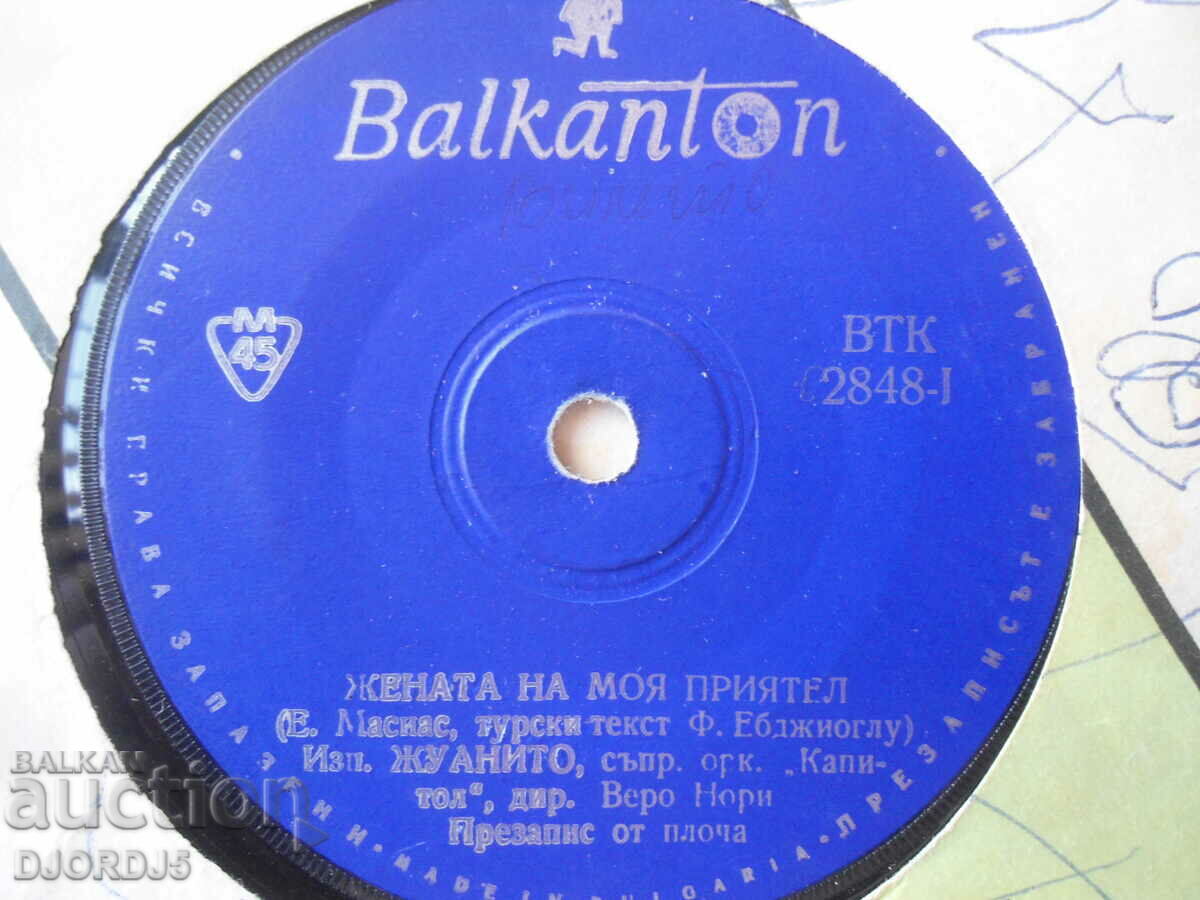 Balkanton
М
45
ВТК
2848-I
ЖЕНАТА НА МОЯ ПРИЯТЕЛ
(Е. Масиас, турски текст Ф. Ебджиоглу)
Изп. ЖУАНИТО, съпр. орк. „Капи-
тол“, дир. Веро Нори
Презапис от плоча
ВСИЧКИ ПРАВА ЗАПАЗЕНИ • MADE IN BULGARIA • ПРЕЗАПИСЪТ Е ЗАБРАНЕН
BALKAN
auction
DJORDJ5